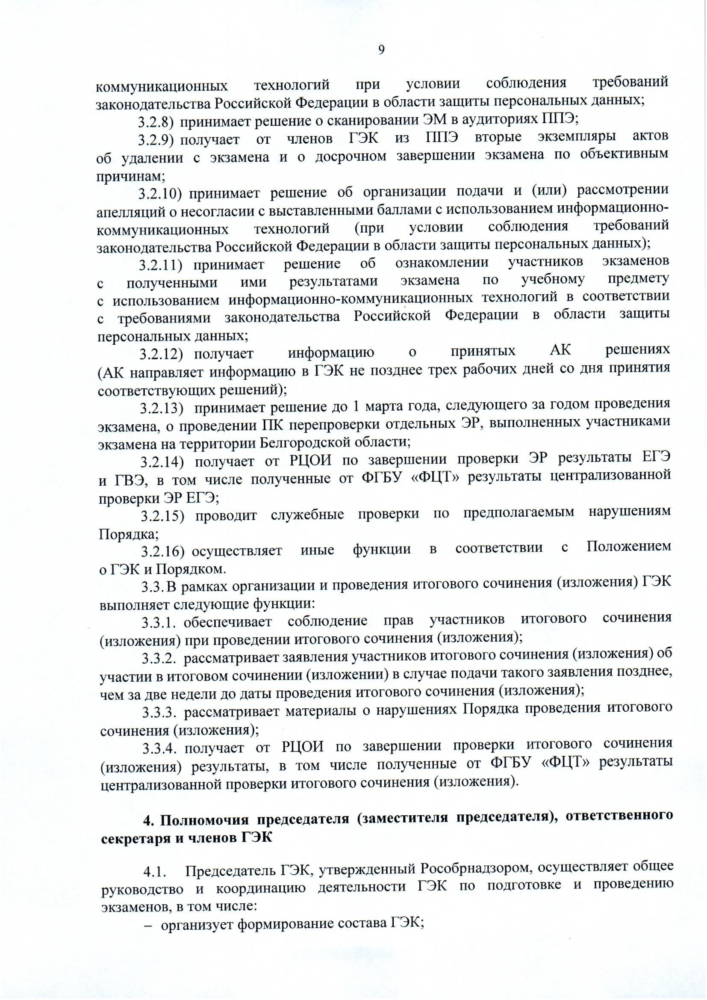 9
коммуникационных технологий при условии соблюдения требований
законодательства Российской Федерации в области защиты персональных данных;
3.2.8) принимает решение о сканировании ЭМ в аудиториях ППЭ;
3.2.9) получает от членов ГЭК из ППЭ вторые экземпляры актов
об удалении с экзамена и о досрочном завершении экзамена по объективным
причинам;
3.2.10) принимает решение об организации подачи и (или) рассмотрении
апелляций о несогласии с выставленными баллами с использованием информационно-
коммуникационных технологий (при условии соблюдения требований
законодательства Российской Федерации в области защиты персональных данных);
3.2.11) принимает решение об ознакомлении участников экзаменов
с полученными ими результатами экзамена по учебному предмету
с использованием информационно-коммуникационных технологий в соответствии
с требованиями законодательства Российской Федерации в области защиты
персональных данных;
3.2.12) получает информацию о принятых АК решениях
(АК направляет информацию в ГЭК не позднее трех рабочих дней со дня принятия
соответствующих решений);
3.2.13) принимает решение до 1 марта года, следующего за годом проведения
экзамена, о проведении ПК перепроверки отдельных ЭР, выполненных участниками
экзамена на территории Белгородской области;
3.2.14) получает от РЦОИ по завершении проверки ЭР результаты ЕГЭ
и ГВЭ, в том числе полученные от ФГБУ «ФЦТ» результаты централизованной
проверки ЭР ЕГЭ;
3.2.15) проводит служебные проверки по предполагаемым нарушениям
Порядка;
3.2.16) осуществляет иные функции в соответствии с Положением
о ГЭК и Порядком.
3.3. В рамках организации и проведения итогового сочинения (изложения) ГЭК
выполняет следующие функции:
3.3.1. обеспечивает соблюдение прав участников итогового сочинения
(изложения) при проведении итогового сочинения (изложения);
3.3.2. рассматривает заявления участников итогового сочинения (изложения) об
участии в итоговом сочинении (изложении) в случае подачи такого заявления позднее,
чем за две недели до даты проведения итогового сочинения (изложения);
3.3.3. рассматривает материалы о нарушениях Порядка проведения итогового
сочинения (изложения);
3.3.4. получает от РЦОИ по завершении проверки итогового сочинения
(изложения) результаты, в том числе полученные от ФГБУ «ФЦТ» результаты
централизованной проверки итогового сочинения (изложения).
4. Полномочия председателя (заместителя председателя), ответственного
секретаря и членов ГЭК
4.1. Председатель ГЭК, утвержденный Рособрнадзором, осуществляет общее
руководство и координацию деятельности ГЭК по подготовке и проведению
экзаменов, в том числе:
– организует формирование состава ГЭК;